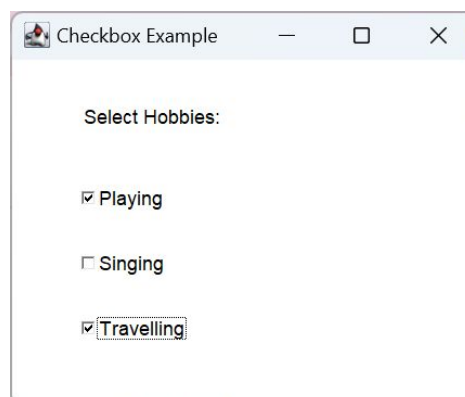 Checkbox Example
Select Hobbies:
Playing
Singing
Travelling